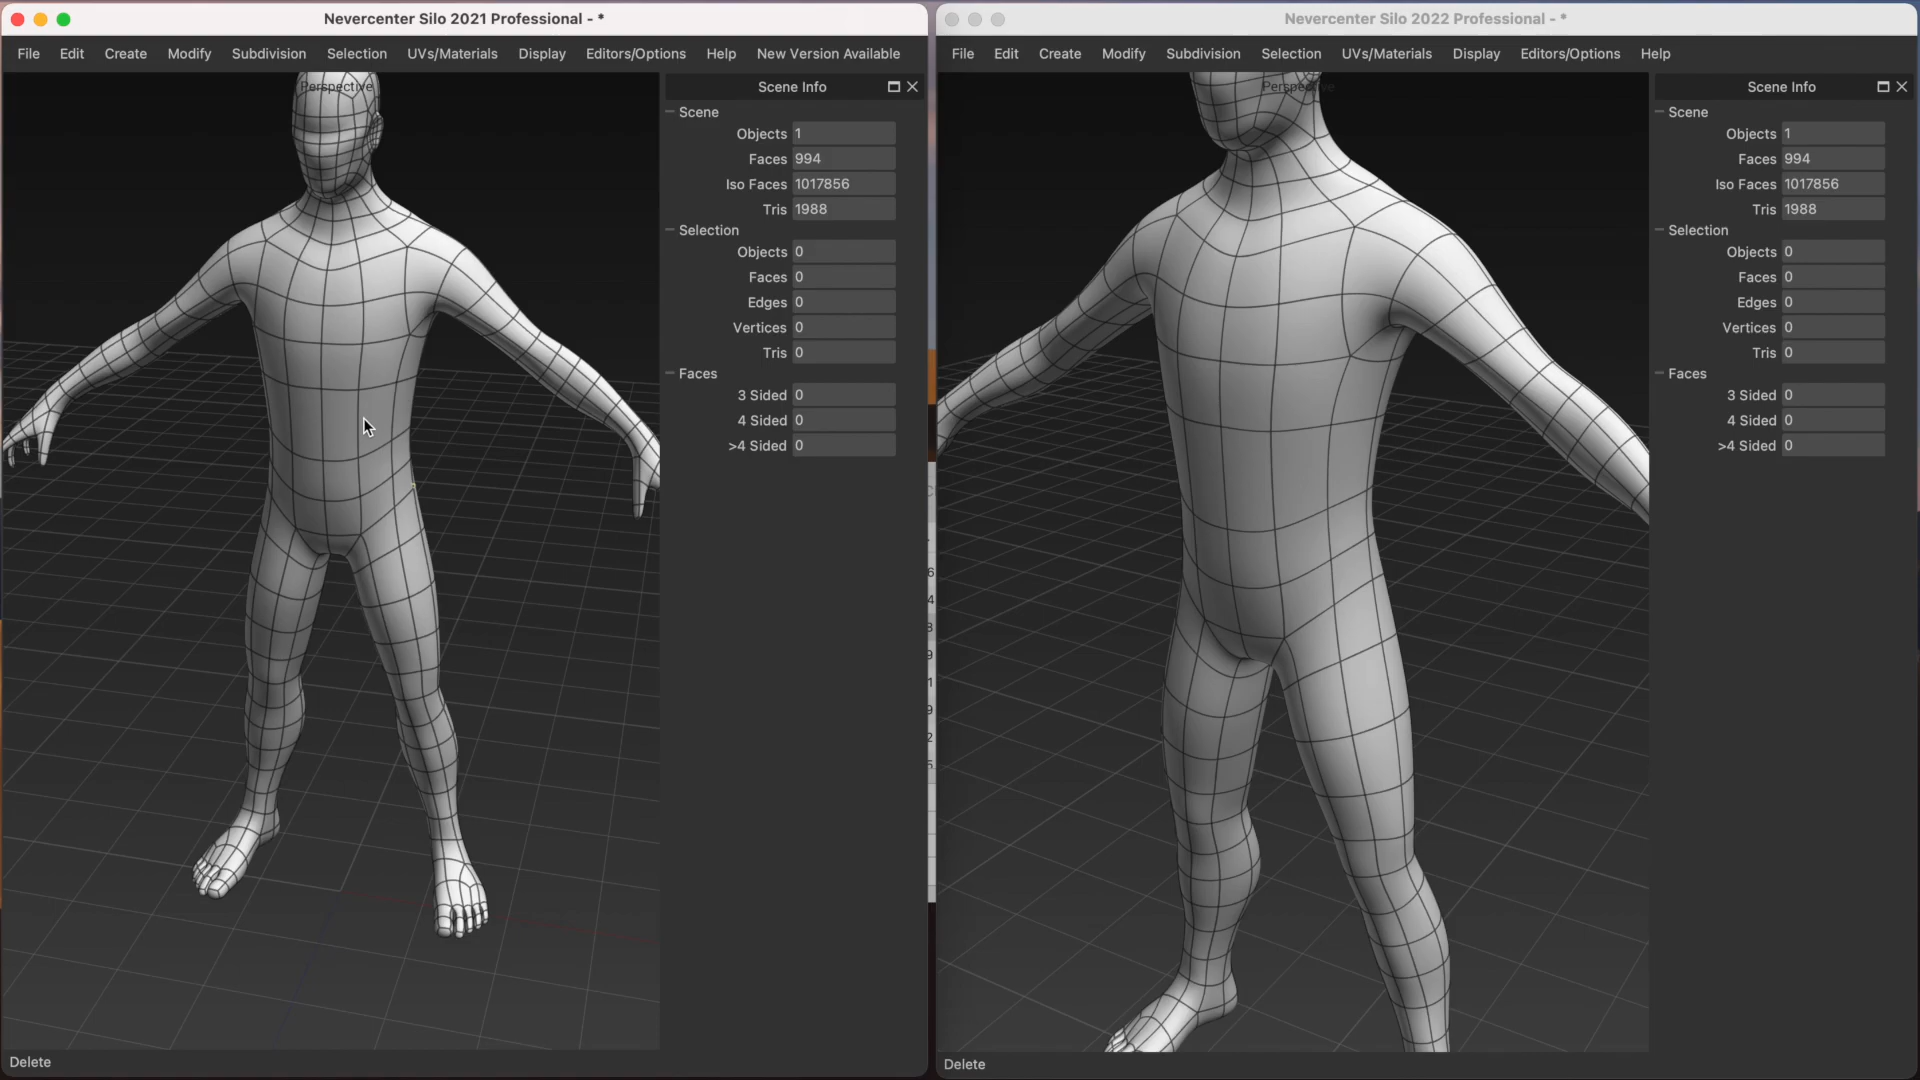 Nevercenter Silo 2021 Professional - *
File Edit Create Modify Subdivision Selection UVs/Materials Display Editors/Options Help New Version Available
Perspective
Scene Info
Scene
Objects 1
Faces 994
Iso Faces 1017856
Tris 1988
Selection
Objects 0
Faces 0
Edges 0
Vertices 0
Tris 0
Faces
3 Sided 0
4 Sided 0
>4 Sided 0
Delete
Nevercenter Silo 2022 Professional - *
File Edit Create Modify Subdivision Selection UVs/Materials Display Editors/Options Help
Perspective
Scene Info
Scene
Objects 1
Faces 994
Iso Faces 1017856
Tris 1988
Selection
Objects 0
Faces 0
Edges 0
Vertices 0
Tris 0
Faces
3 Sided 0
4 Sided 0
>4 Sided 0
Delete